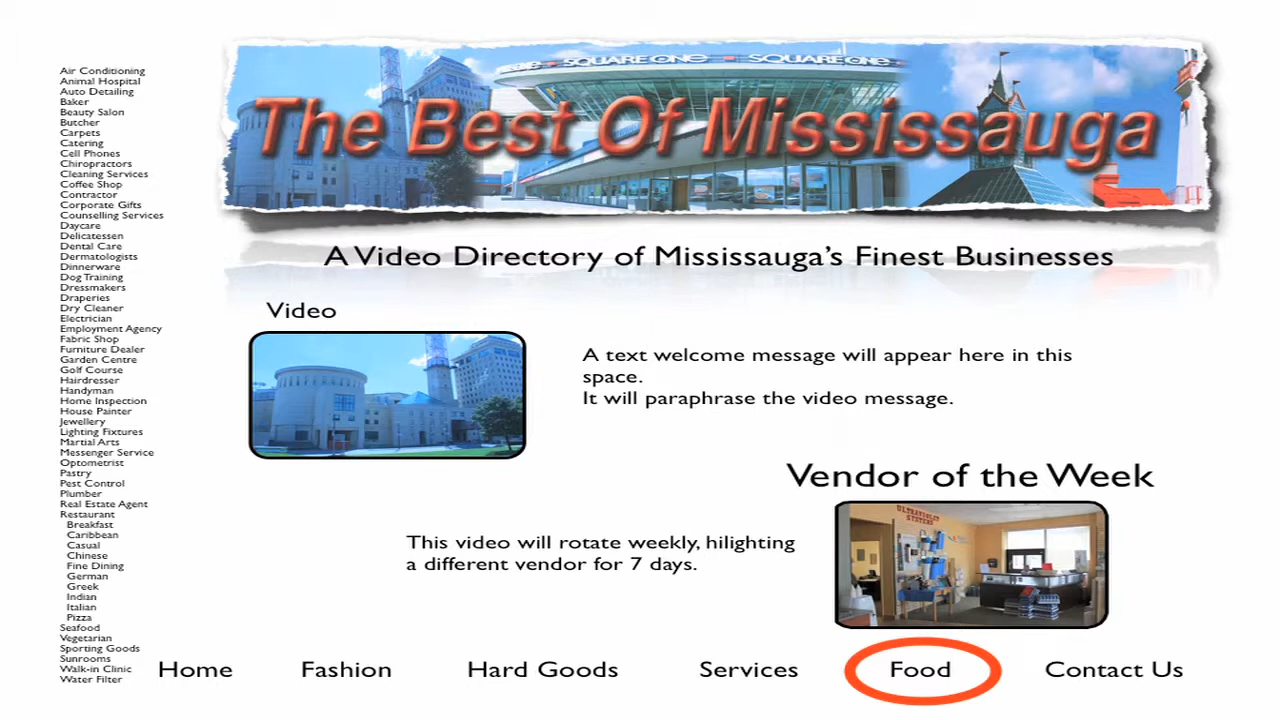 Air Conditioning
Animal Hospital
Auto Detailing
Baker
Beauty Salon
Butcher
Carpets
Catering
Cell Phones
Chiropractors
Cleaning Services
Coffee Shop
Contractor
Corporate Gifts
Counselling Services
Daycare
Delicatessen
Dental Care
Dermatologists
Dinnerware
Dog Training
Dressmakers
Draperies
Dry Cleaner
Electrician
Employment Agency
Fabric Shop
Furniture Dealer
Garden Centre
Golf Course
Hairdresser
Handyman
Home Inspection
House Painter
Jewellery
Lighting Fixtures
Martial Arts
Messenger Service
Optometrist
Pastry
Pest Control
Plumber
Real Estate Agent
Restaurant
Breakfast
Caribbean
Casual
Chinese
Fine Dining
German
Greek
Indian
Italian
Pizza
Seafood
Vegetarian
Sporting Goods
Sunrooms
Walk-in Clinic
Water Filter
SQUARE ONE SQUARE ONE
The Best Of Mississauga
A Video Directory of Mississauga's Finest Businesses
Video
A text welcome message will appear here in this
space.
It will paraphrase the video message.
Vendor of the Week
ULTRAVIOLET
SYSTEMS
This video will rotate weekly, hilighting
a different vendor for 7 days.
Home Fashion Hard Goods Services Food Contact Us